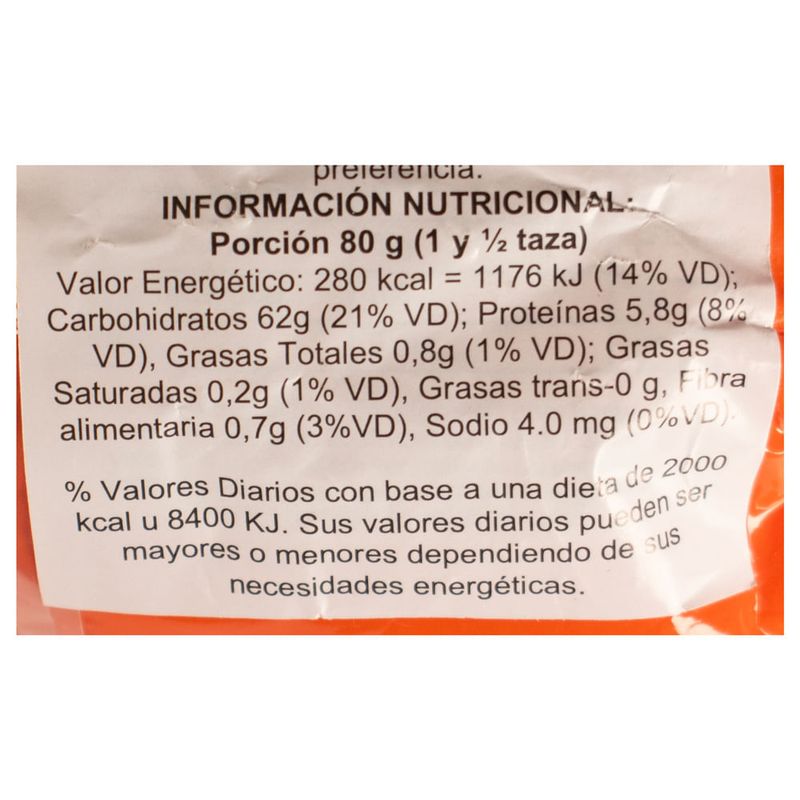 preferencia.
INFORMACIÓN NUTRICIONAL:
Porción 80 g (1 y ½ taza)
Valor Energético: 280 kcal = 1176 kJ (14% VD);
Carbohidratos 62g (21% VD); Proteínas 5,8g (8%
VD), Grasas Totales 0,8g (1% VD); Grasas
Saturadas 0,2g (1% VD), Grasas trans-0 g, Fibra
alimentaria 0,7g (3%VD), Sodio 4.0 mg (0%VD).
% Valores Diarios con base a una dieta de 2000
kcal u 8400 KJ. Sus valores diarios pueden ser
mayores o menores dependiendo de sus
necesidades energéticas.